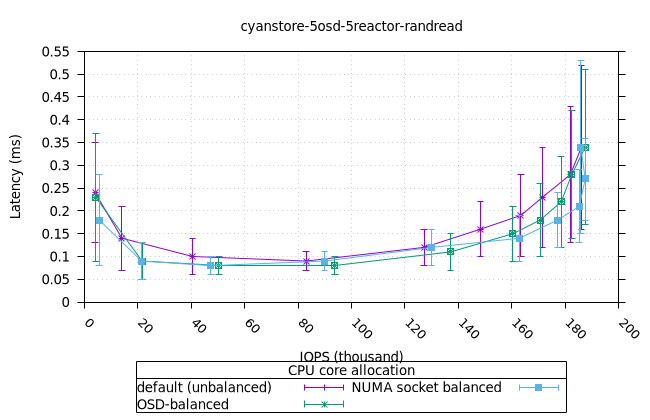 cyanstore-5osd-5reactor-randread
0.55
0.5
0.45
0.4
0.35
0.3
0.25
0.2
0.15
0.1
0.05
0
Latency (ms)
0 20 40 60 80 100 120 140 160 180 200
IOPS (thousand)
CPU core allocation
default (unbalanced) NUMA socket balanced
OSD-balanced